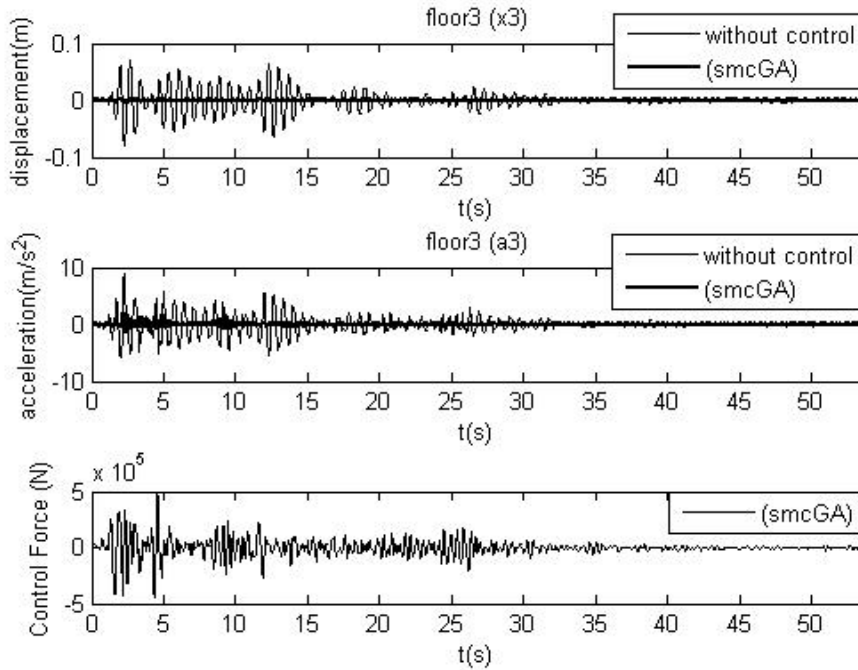 floor3 (x3)
displacement(m)
0.1
0
-0.1
without control
(smcGA)
0 5 10 15 20 25 30 35 40 45 50
t(s)
floor3 (a3)
acceleration(m/s²)
10
0
-10
without control
(smcGA)
0 5 10 15 20 25 30 35 40 45 50
t(s)
x 10⁵
Control Force (N)
5
0
-5
(smcGA)
0 5 10 15 20 25 30 35 40 45 50
t(s)